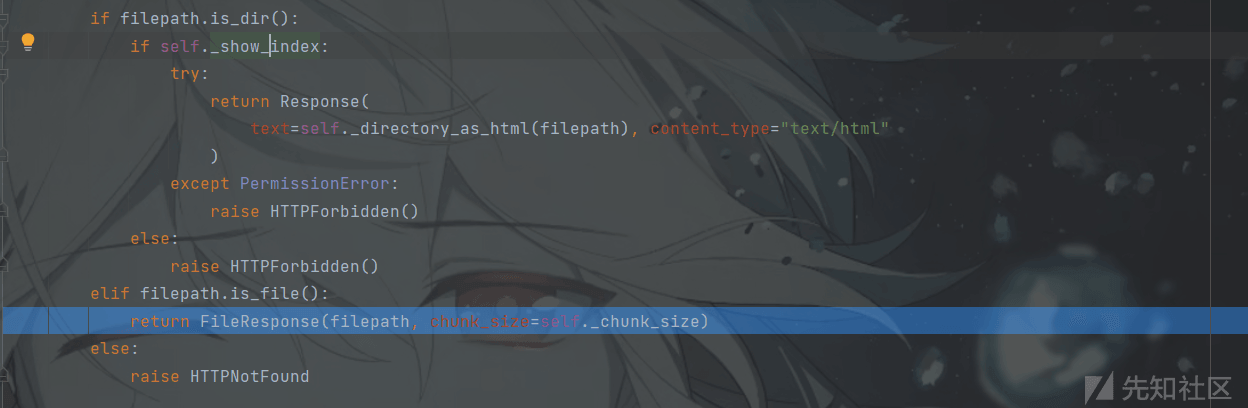 if filepath.is_dir():
if self._show_index:
try:
return Response(
text=self._directory_as_html(filepath), content_type="text/html"
)
except PermissionError:
raise HTTPForbidden()
else:
raise HTTPForbidden()
elif filepath.is_file():
return FileResponse(filepath, chunk_size=self._chunk_size)
else:
raise HTTPNotFound
先知社区